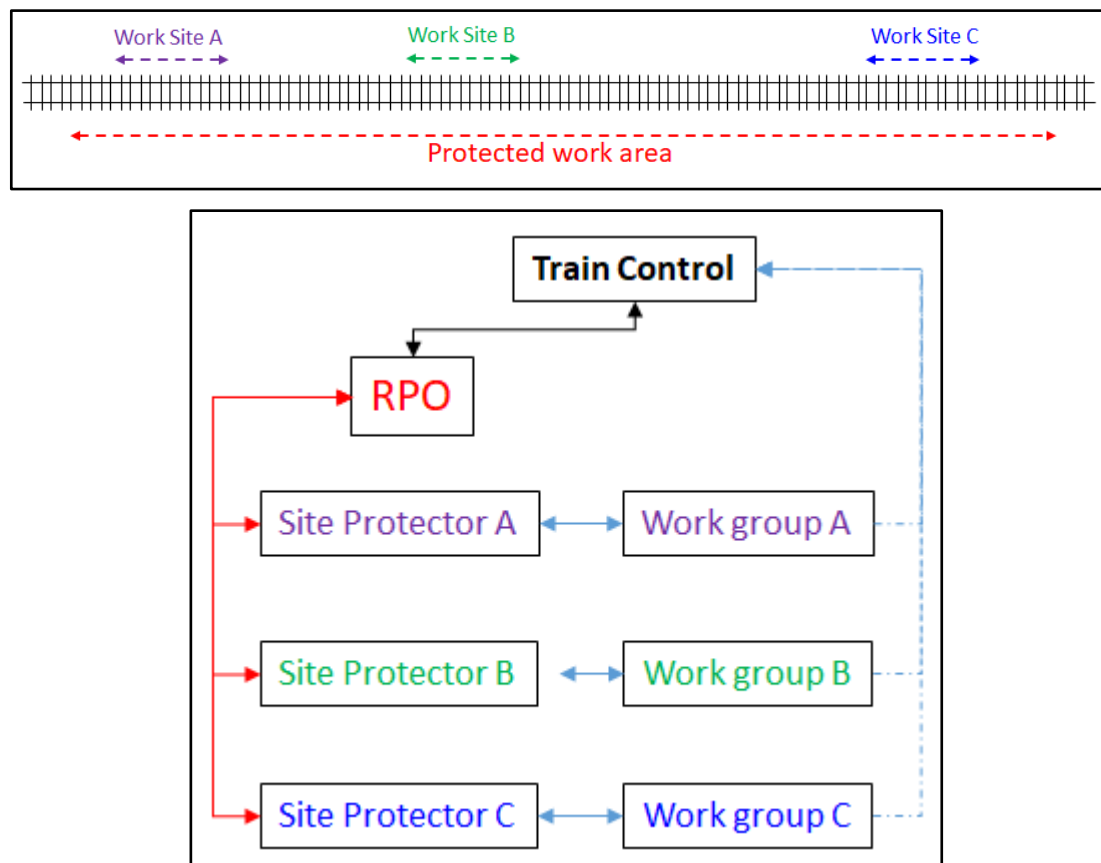 Work Site A
Work Site B
Work Site C
Protected work area
Train Control
RPO
Site Protector A
Work group A
Site Protector B
Work group B
Site Protector C
Work group C